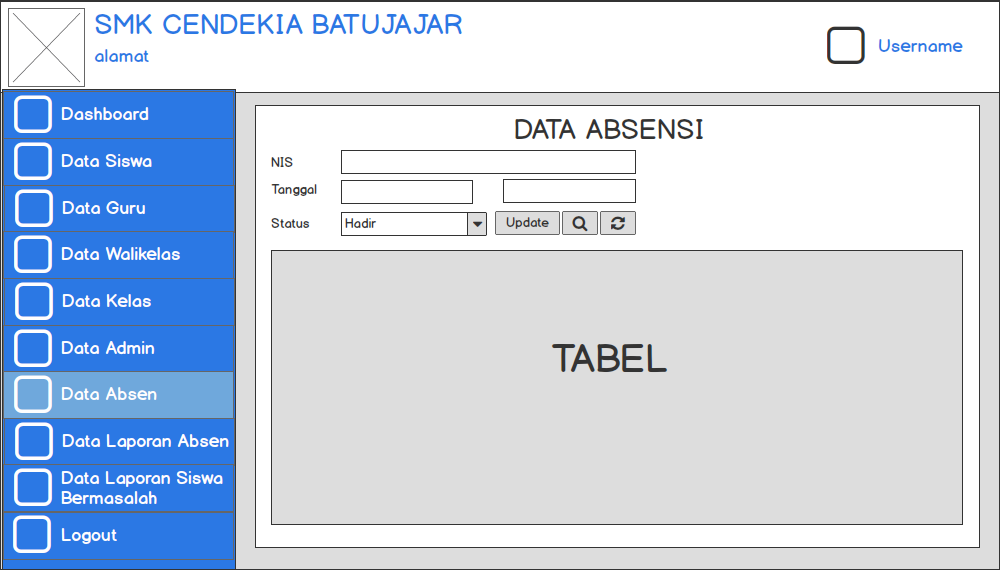 SMK CENDEKIA BATUJAJAR
alamat
Username
Dashboard
Data Siswa
Data Guru
Data Walikelas
Data Kelas
Data Admin
Data Absen
Data Laporan Absen
Data Laporan Siswa
Bermasalah
Logout
DATA ABSENSI
NIS
Tanggal
Status
Hadir
Update
TABEL